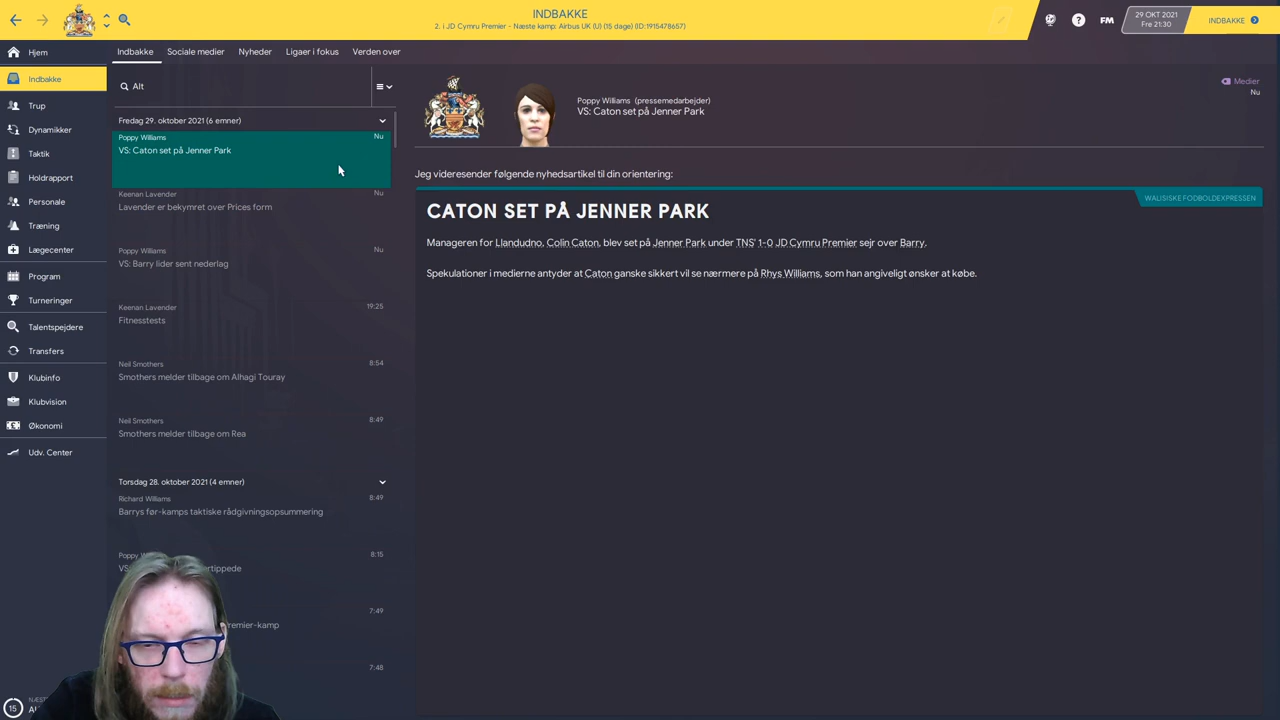 INDBAKKE
2. i JD Cymru Premier - Næste kamp: Airbus UK (U) (15 dage) (ID:1915478657)
FM
29 OKT 2021
Fre 21:30
INDBAKKE
Hjem
Indbakke
Trup
Dynamikker
Taktik
Holdrapport
Personale
Træning
Lægecenter
Program
Turneringer
Talentspejdere
Transfers
Klubinfo
Klubvision
Økonomi
Udv. Center
15
Indbakke Sociale medier Nyheder Ligaer i fokus Verden over
Alt
Fredag 29. oktober 2021 (6 emner)
Poppy Williams Nu
VS: Caton set på Jenner Park
Keenan Lavender Nu
Lavender er bekymret over Prices form
Poppy Williams Nu
VS: Barry lider sent nederlag
Keenan Lavender 19:25
Fitnesstests
Neil Smothers 8:54
Smothers melder tilbage om Alhagi Touray
Neil Smothers 8:49
Smothers melder tilbage om Rea
Torsdag 28. oktober 2021 (4 emner)
Richard Williams 8:49
Barrys før-kamps taktiske rådgivningsopsummering
8:15
7:49
7:48
Poppy Williams (pressemedarbejder)
VS: Caton set på Jenner Park
Medier
Nu
Jeg videresender følgende nyhedsartikel til din orientering:
WALISISKE FODBOLDEXPRESSEN
CATON SET PÅ JENNER PARK
Manageren for Llandudno, Colin Caton, blev set på Jenner Park under TNS' 1-0 JD Cymru Premier sejr over Barry.
Spekulationer i medierne antyder at Caton ganske sikkert vil se nærmere på Rhys Williams, som han angiveligt ønsker at købe.